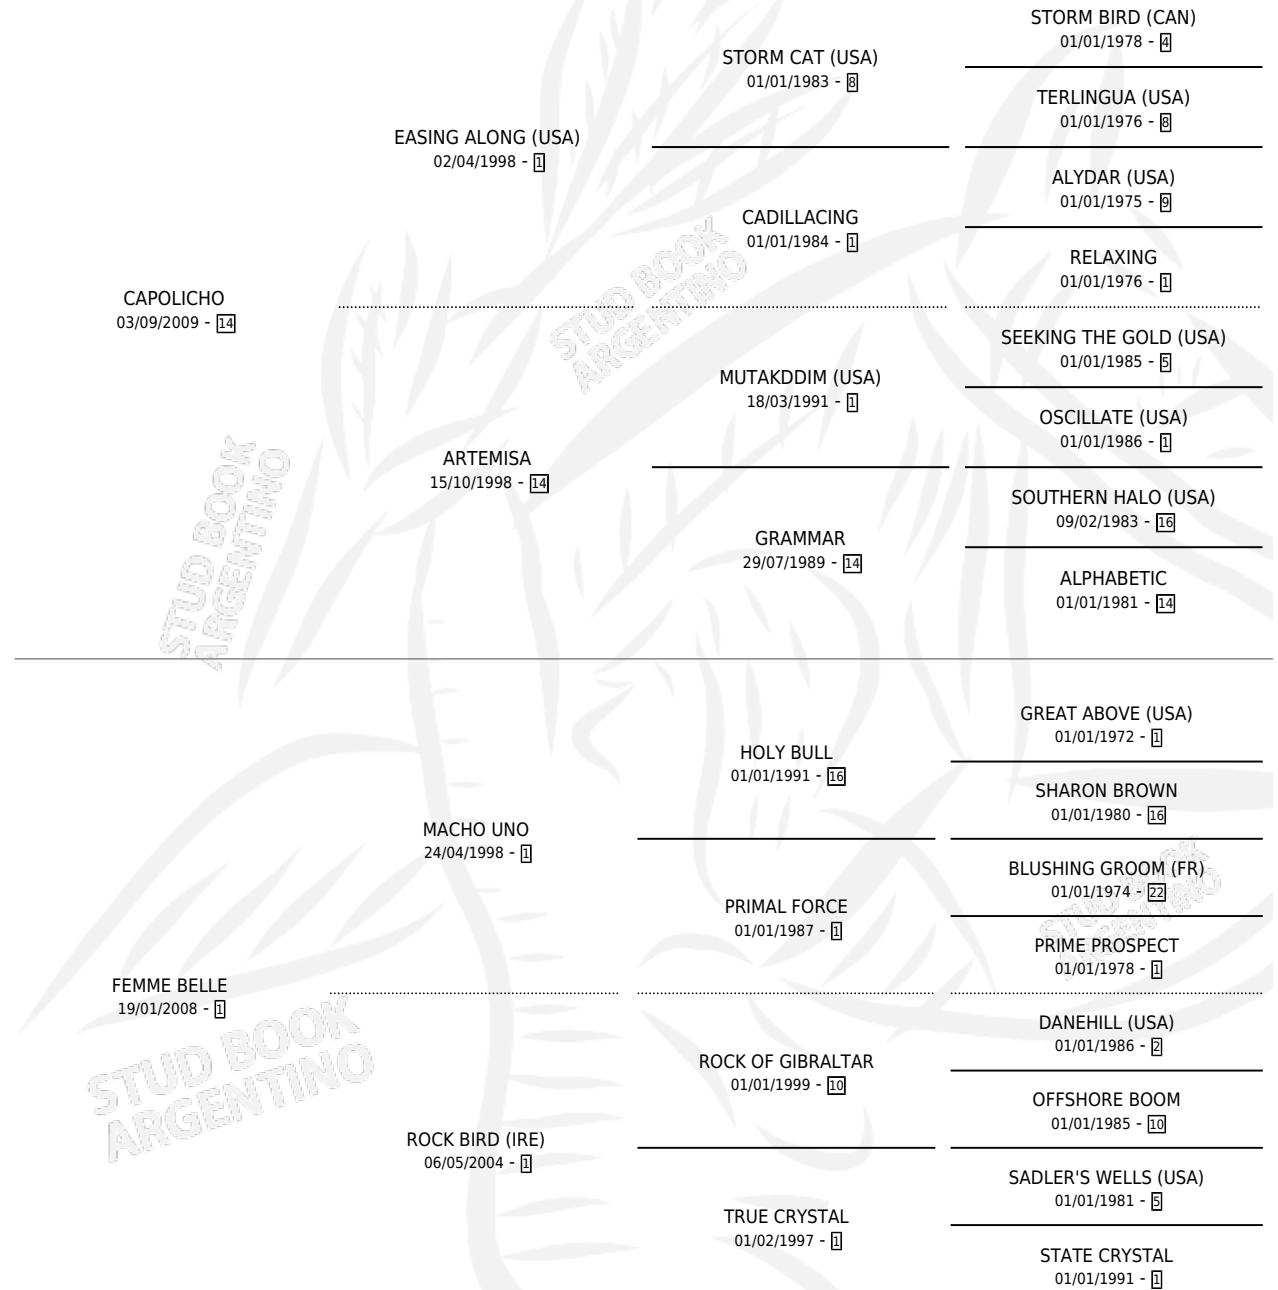 STORM BIRD (CAN)
01/01/1978 - 4
STORM CAT (USA)
01/01/1983 - 8
TERLINGUA (USA)
01/01/1976 - 8
EASING ALONG (USA)
02/04/1998 - 1
ALYDAR (USA)
01/01/1975 - 9
CADILLACING
01/01/1984 - 1
RELAXING
01/01/1976 - 1
CAPOLICHO
03/09/2009 - 14
STUD BOOK
ARGENTINO
SEEKING THE GOLD (USA)
01/01/1985 - 5
MUTAKDDIM (USA)
18/03/1991 - 1
OSCILLATE (USA)
01/01/1986 - 1
ARTEMISA
15/10/1998 - 14
SOUTHERN HALO (USA)
09/02/1983 - 16
GRAMMAR
29/07/1989 - 14
ALPHABETIC
01/01/1981 - 14
STUD BOOK
ARGENTINO
GREAT ABOVE (USA)
01/01/1972 - 1
HOLY BULL
01/01/1991 - 16
SHARON BROWN
01/01/1980 - 16
MACHO UNO
24/04/1998 - 1
BLUSHING GROOM (FR)
01/01/1974 - 22
PRIMAL FORCE
01/01/1987 - 1
STUD BOOK
ARGENTINO
PRIME PROSPECT
01/01/1978 - 1
FEMME BELLE
19/01/2008 - 1
STUD BOOK
ARGENTINO
DANEHILL (USA)
01/01/1986 - 2
ROCK OF GIBRALTAR
01/01/1999 - 10
OFFSHORE BOOM
01/01/1985 - 10
ROCK BIRD (IRE)
06/05/2004 - 1
SADLER'S WELLS (USA)
01/01/1981 - 5
TRUE CRYSTAL
01/02/1997 - 1
STATE CRYSTAL
01/01/1991 - 1